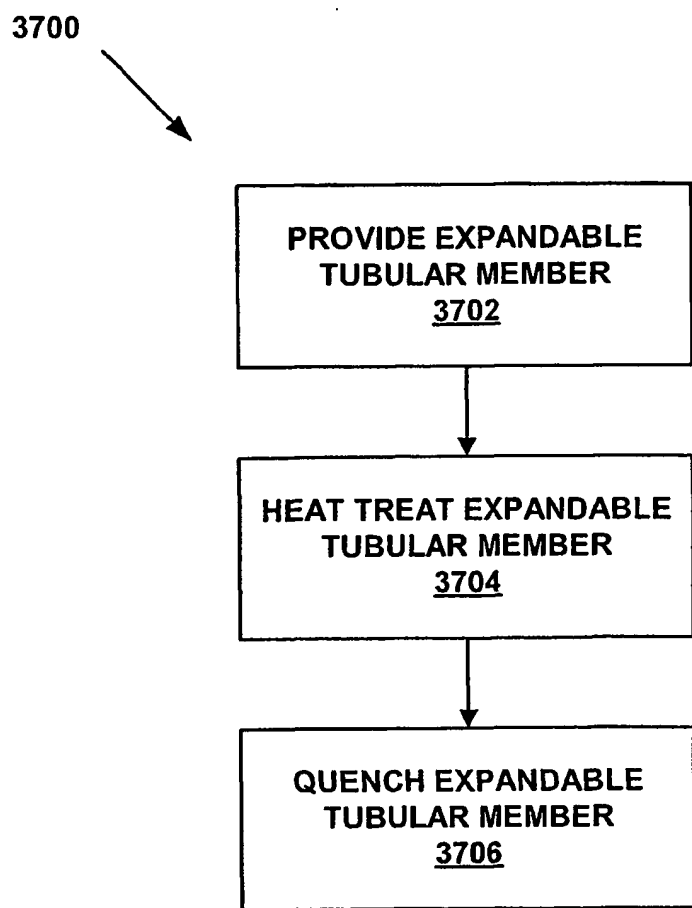 3700
PROVIDE EXPANDABLE
TUBULAR MEMBER
3702
HEAT TREAT EXPANDABLE
TUBULAR MEMBER
3704
QUENCH EXPANDABLE
TUBULAR MEMBER
3706